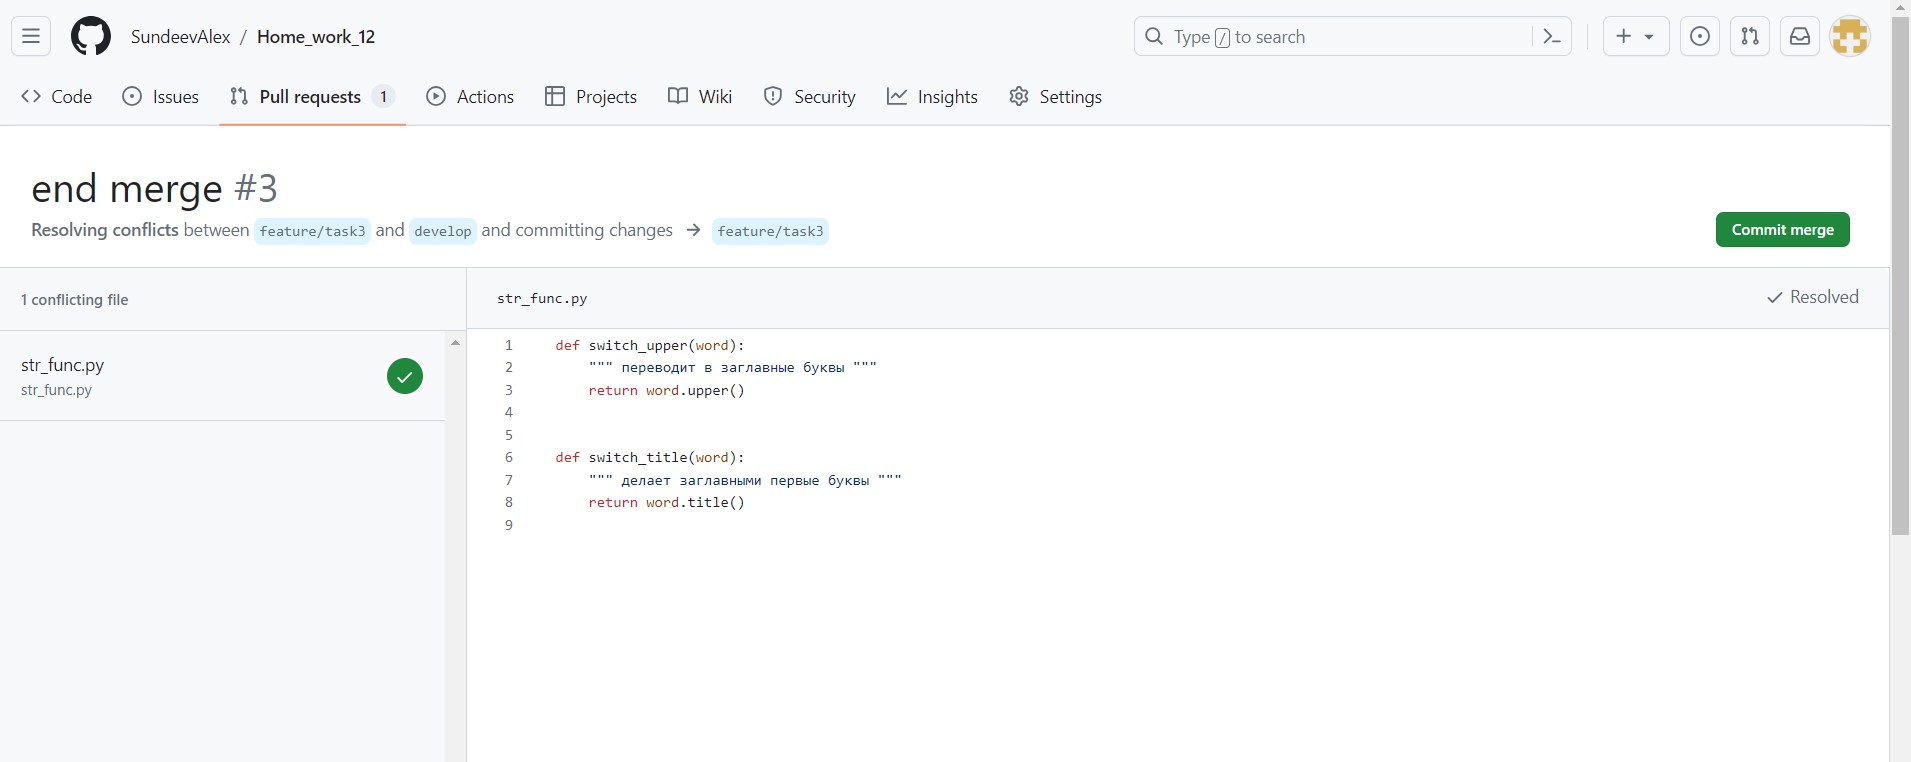 SundeevAlex / Home_work_12
Type / to search
Code
Issues
Pull requests 1
Actions
Projects
Wiki
Security
Insights
Settings
end merge #3
Resolving conflicts between feature/task3 and develop and committing changes → feature/task3
Commit merge
1 conflicting file
str_func.py
Resolved
str_func.py
str_func.py
1 def switch_upper(word):
2 """ переводит в заглавные буквы """
3 return word.upper()
4
5
6 def switch_title(word):
7 """ делает заглавными первые буквы """
8 return word.title()
9